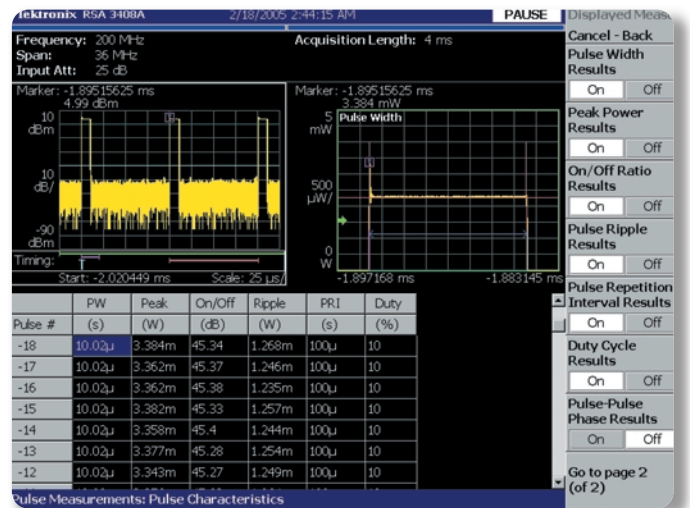 Tektronix RSA 3408A 2/18/2005 2:44:15 AM PAUSE
Frequency: 200 MHz Acquisition Length: 4 ms
Span: 36 MHz
Input Att: 25 dB
Marker: -1.89515625 ms
4.99 dBm
10
dBm
10
dB/
-90
dBm
Timing:
Start: -2.020449 ms Scale: 25 µs/
Marker: -1.89515625 ms
3.384 mW
5
mW
Pulse Width
500
µW/
0
W
-1.897168 ms -1.883145 ms
PW Peak On/Off Ripple PRI Duty
Pulse # (s) (W) (dB) (W) (s) (%)
-18 10.02µ 3.384m 45.34 1.268m 100µ 10
-17 10.02µ 3.362m 45.37 1.246m 100µ 10
-16 10.02µ 3.362m 45.38 1.235m 100µ 10
-15 10.02µ 3.382m 45.33 1.257m 100µ 10
-14 10.02µ 3.358m 45.4 1.244m 100µ 10
-13 10.02µ 3.377m 45.28 1.254m 100µ 10
-12 10.02µ 3.343m 45.27 1.249m 100µ 10
Pulse Measurements: Pulse Characteristics
Displayed Meas
Cancel - Back
Pulse Width
Results
On Off
Peak Power
Results
On Off
On/Off Ratio
Results
On Off
Pulse Ripple
Results
On Off
Pulse Repetition
Interval Results
On Off
Duty Cycle
Results
On Off
Pulse-Pulse
Phase Results
On Off
Go to page 2
(of 2)